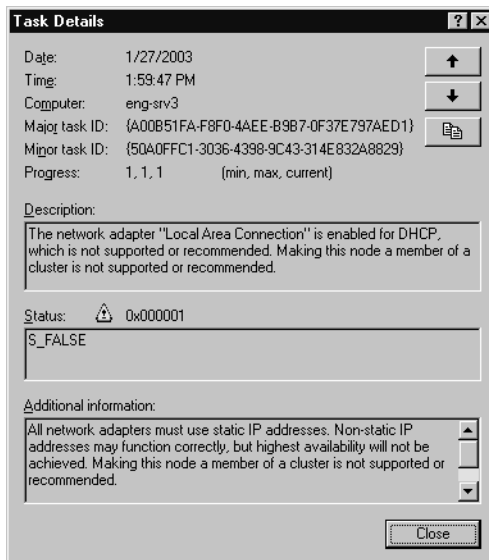 Task Details
Date: 1/27/2003
Time: 1:59:47 PM
Computer: eng-srv3
Major task ID: {A00B51FA-F8F0-4AEE-B9B7-0F37E797AED1}
Minor task ID: {50A0FFC1-3036-4398-9C43-314E832A8829}
Progress: 1, 1, 1 (min, max, current)
Description:
The network adapter "Local Area Connection" is enabled for DHCP,
which is not supported or recommended. Making this node a member of a
cluster is not supported or recommended.
Status: 0x000001
S_FALSE
Additional information:
All network adapters must use static IP addresses. Non-static IP
addresses may function correctly, but highest availability will not be
achieved. Making this node a member of a cluster is not supported or
recommended.
Close